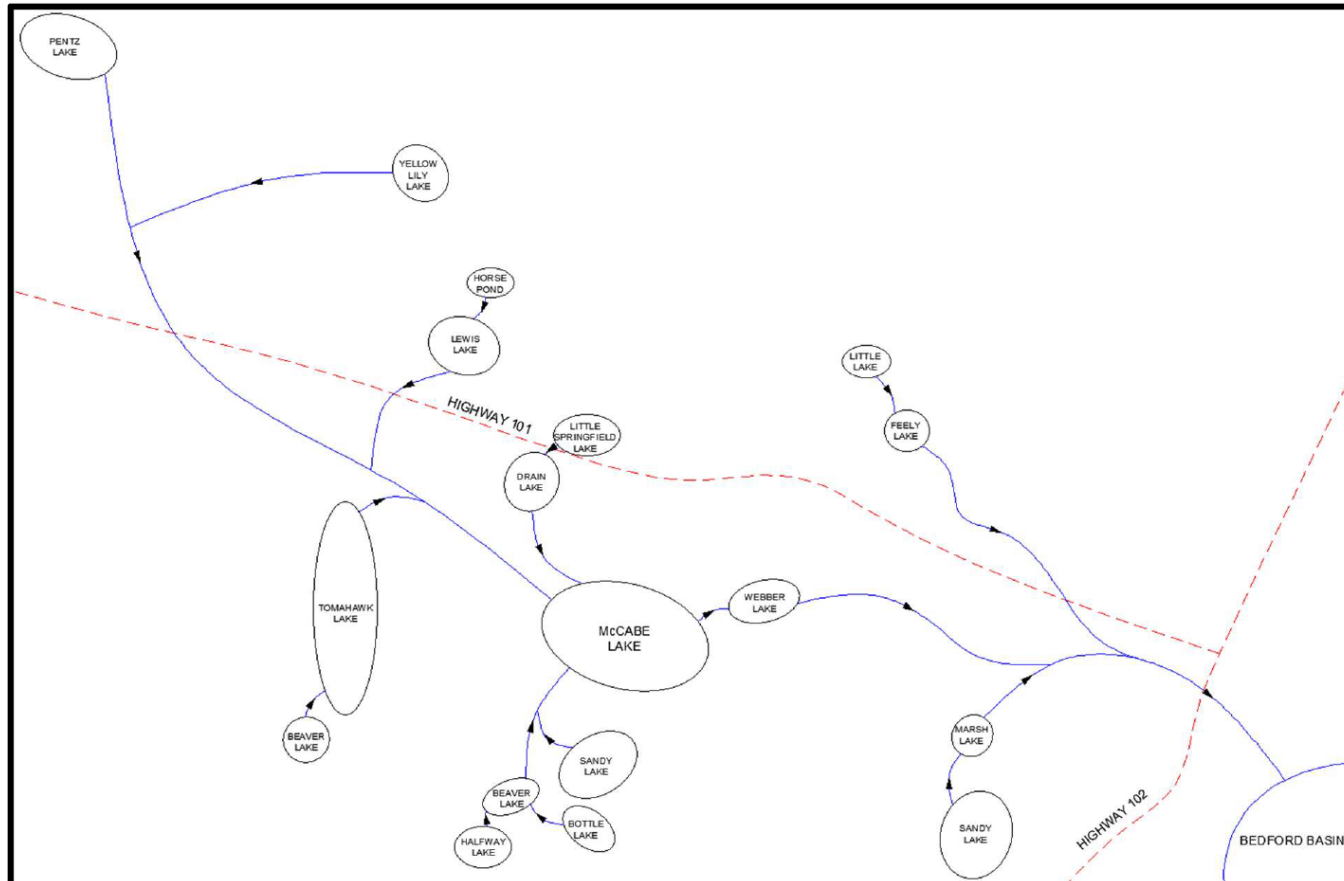 PENTZ
LAKE
YELLOW
LILY
LAKE
HORSE
POND
LEWIS
LAKE
HIGHWAY 101
LITTLE
SPRINGFIELD
LAKE
LITTLE
LAKE
FEELY
LAKE
DRAIN
LAKE
TOMAHAWK
LAKE
WEBBER
LAKE
McCABE
LAKE
BEAVER
LAKE
SANDY
LAKE
MARSH
LAKE
BEAVER
LAKE
BOTTLE
LAKE
HALFWAY
LAKE
SANDY
LAKE
HIGHWAY 102
BEDFORD BASIN